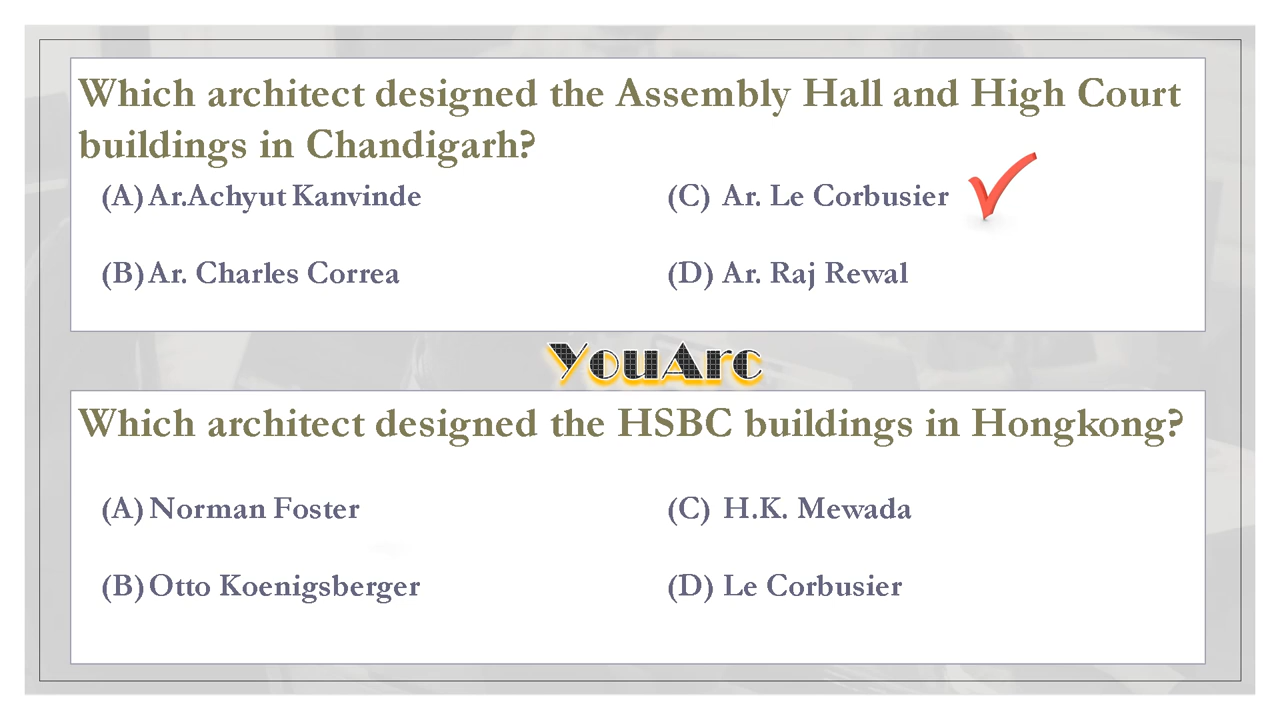 Which architect designed the Assembly Hall and High Court
buildings in Chandigarh?
(A) Ar.Achyut Kanvinde
(C) Ar. Le Corbusier
(B) Ar. Charles Correa
(D) Ar. Raj Rewal
YouArc
Which architect designed the HSBC buildings in Hongkong?
(A) Norman Foster
(C) H.K. Mewada
(B) Otto Koenigsberger
(D) Le Corbusier